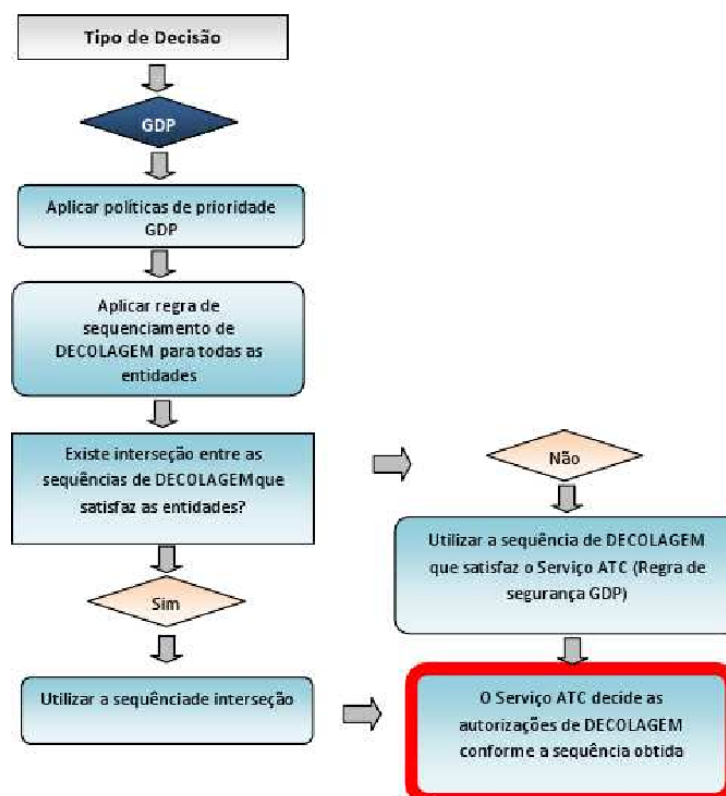 Tipo de Decisão
GDP
Aplicar políticas de prioridade
GDP
Aplicar regra de
sequenciamento de
DECOLAGEM para todas as
entidades
Existe interseção entre as
sequências de DECOLAGEM que
satisfaz as entidades?
Não
Utilizar a sequência de DECOLAGEM
que satisfaz o Serviço ATC (Regra de
segurança GDP)
Sim
Utilizar a sequênciade interseção
O Serviço ATC decide as
autorizações de DECOLAGEM
conforme a sequência obtida